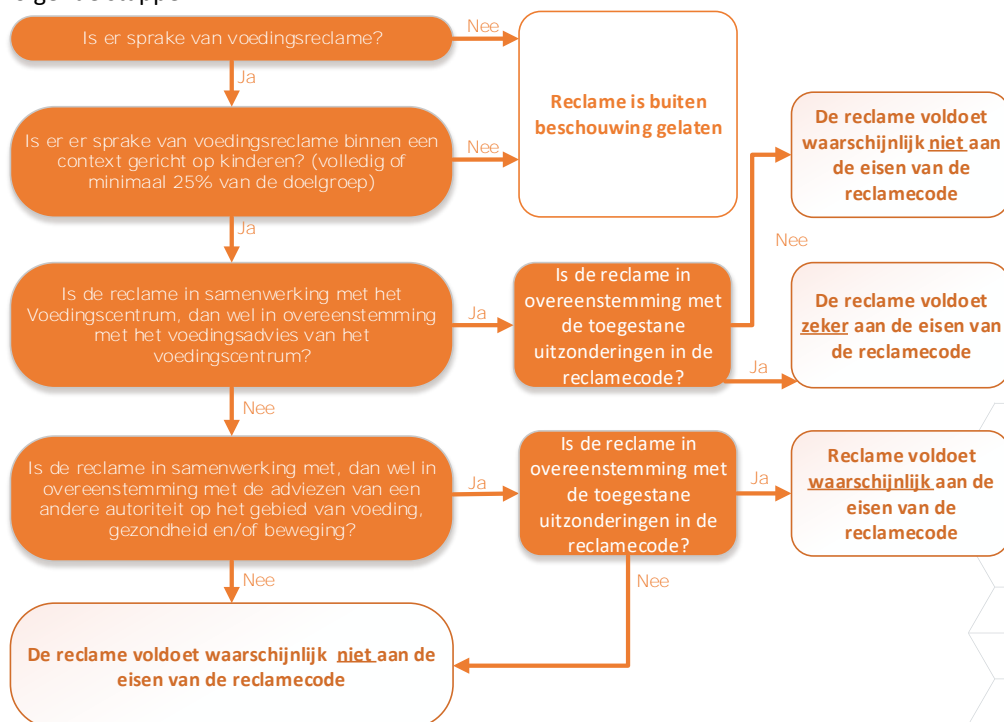 Is er sprake van voedingsreclame?
Nee
Ja
Reclame is buiten
beschouwing gelaten
Is er er sprake van voedingsreclame binnen een
context gericht op kinderen? (volledig of
minimaal 25% van de doelgroep)
Nee
Ja
De reclame voldoet
waarschijnlijk niet aan
de eisen van de
reclamecode
Nee
Is de reclame in samenwerking met het
Voedingscentrum, dan wel in overeenstemming
met het voedingsadvies van het
voedingscentrum?
Ja
Nee
Is de reclame in
overeenstemming met
de toegestane
uitzonderingen in de
reclamecode?
Ja
De reclame voldoet
zeker aan de eisen van
de reclamecode
Is de reclame in samenwerking met, dan wel in
overeenstemming met de adviezen van een
andere autoriteit op het gebied van voeding,
gezondheid en/of beweging?
Ja
Nee
Is de reclame in
overeenstemming met
de toegestane
uitzonderingen in de
reclamecode?
Ja
Nee
Reclame voldoet
waarschijnlijk aan de
eisen van de
reclamecode
De reclame voldoet waarschijnlijk niet aan de
eisen van de reclamecode